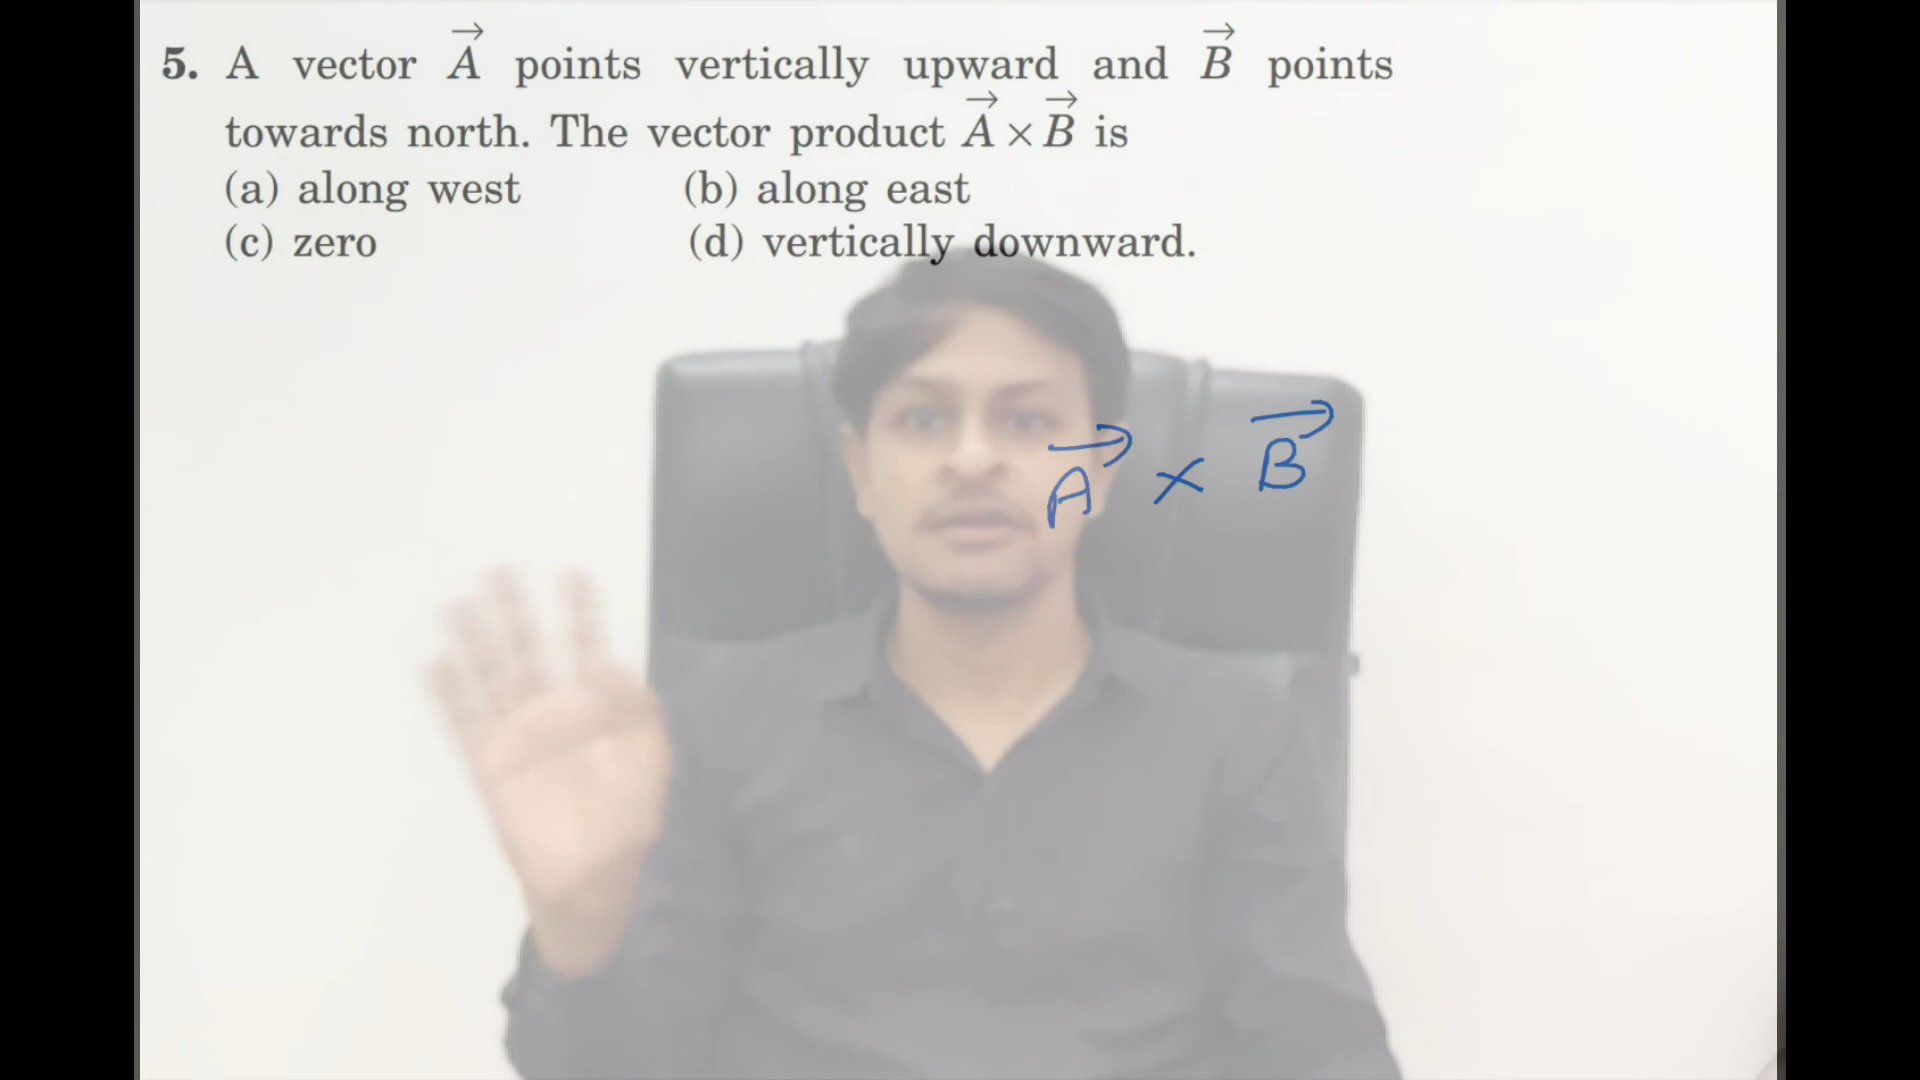 5. A vector $\vec{A}$ points vertically upward and $\vec{B}$ points
towards north. The vector product $\vec{A} \times \vec{B}$ is
(a) along west (b) along east
(c) zero (d) vertically downward.
$\vec{A} \times \vec{B}$